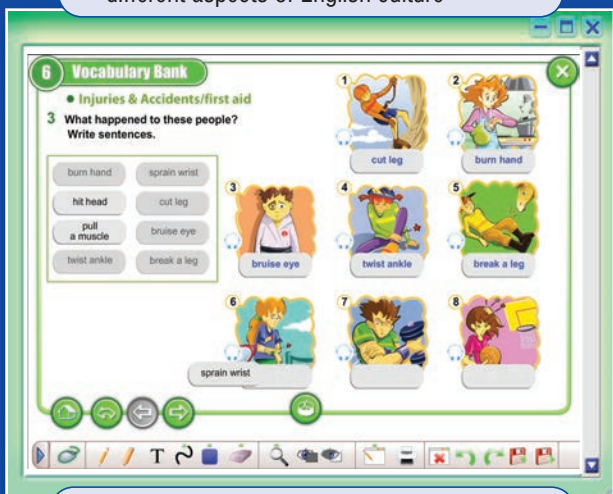 different aspects of English culture
6 Vocabulary Bank
• Injuries & Accidents/first aid
3 What happened to these people?
Write sentences.
burn hand
sprain wrist
hit head
cut leg
pull
a muscle
bruise eye
twist ankle
break a leg
1
cut leg
2
burn hand
3
bruise eye
4
twist ankle
5
break a leg
6
sprain wrist
7
8
T